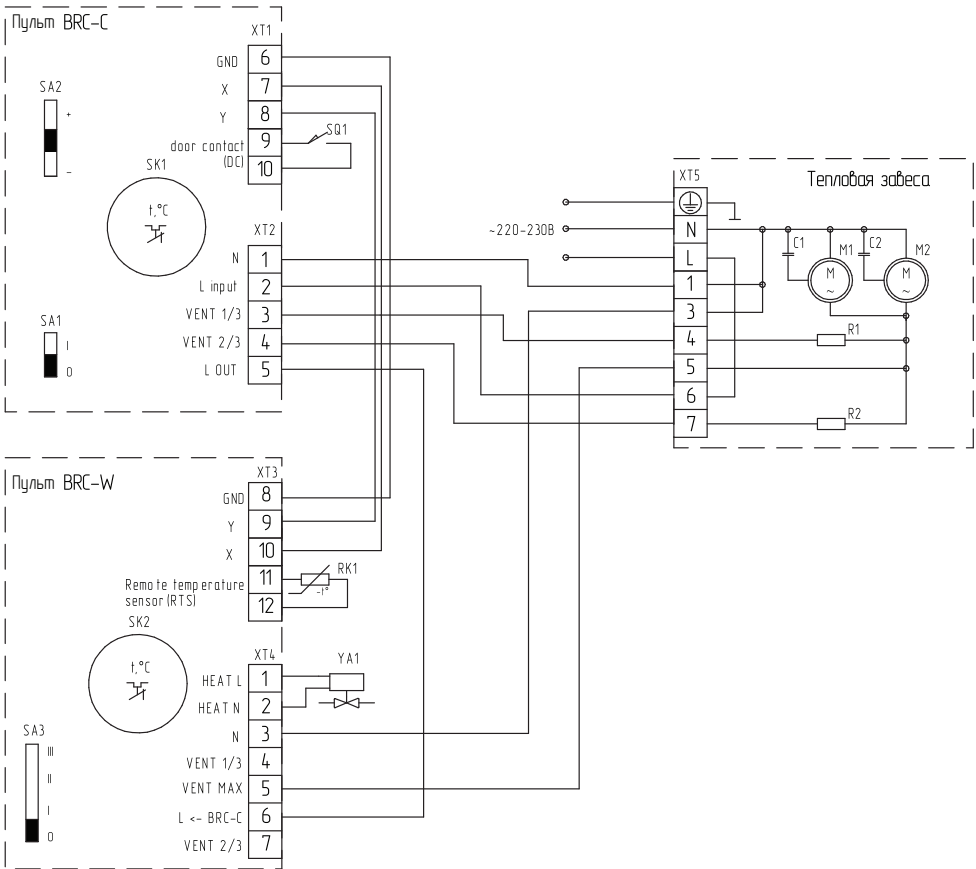 Пульт BRC-C
XT1
SA2
+
-
GND 6
X 7
Y 8
door contact
(DC)
9
10
SQ1
SK1
t,°C
XT2
N 1
L input 2
VENT 1/3 3
VENT 2/3 4
L OUT 5
SA1
I
0
~220-230В
XT5
Тепловая завеса
N
L
1
3
4
5
6
7
C1
M1
M
~
C2
M2
M
~
R1
R2
Пульт BRC-W
XT3
GND 8
Y 9
X 10
Remote temperature
sensor (RTS)
11
12
RK1
-t°
SK2
t,°C
XT4
YA1
HEAT L 1
HEAT N 2
N 3
VENT 1/3 4
VENT MAX 5
L <- BRC-C 6
VENT 2/3 7
SA3
III
II
I
0